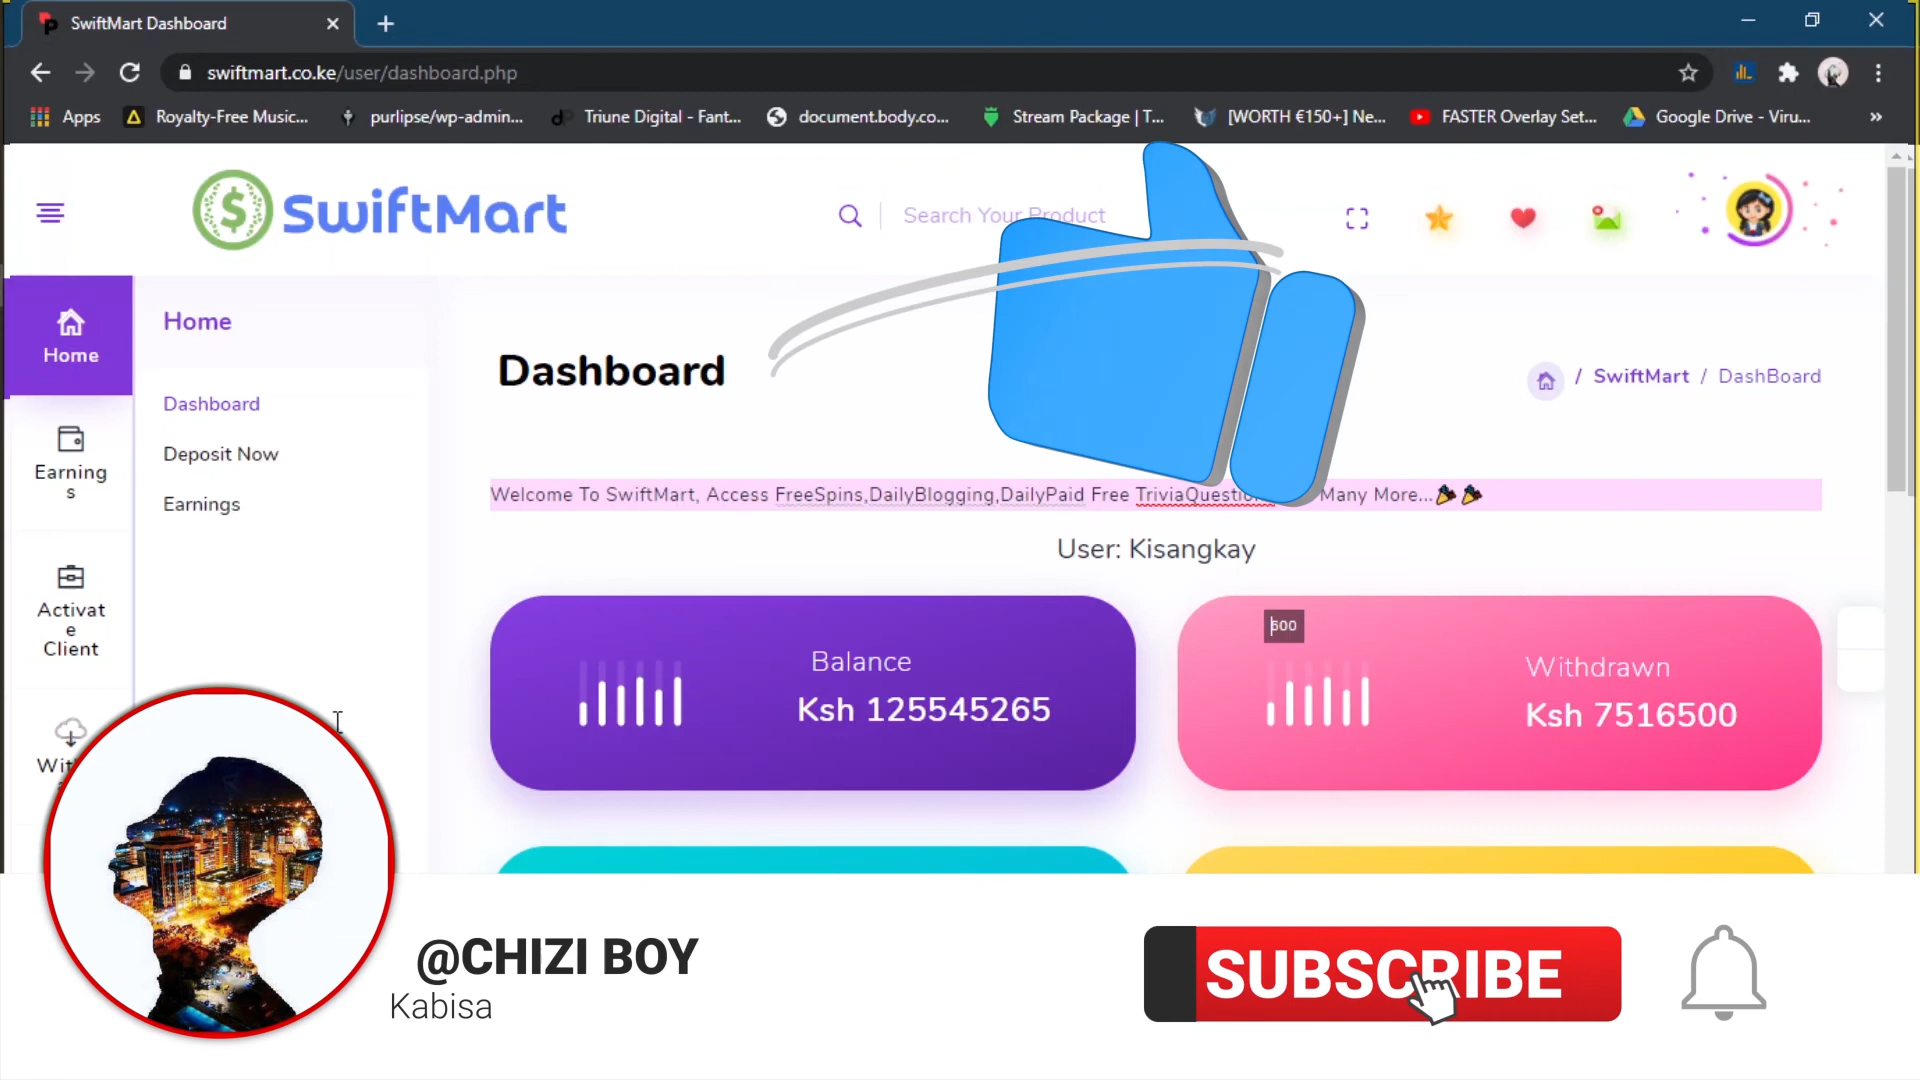 SwiftMart Dashboard
swiftmart.co.ke/user/dashboard.php
Apps
Royalty-Free Music...
purlipse/wp-admin...
Triune Digital - Fant...
document.body.co...
Stream Package | T...
[WORTH €150+] Ne...
FASTER Overlay Set...
Google Drive - Viru...
SwiftMart
Search Your Product
Home
Home
Dashboard
/ SwiftMart / DashBoard
Dashboard
Deposit Now
Earnings
Earning
s
Activat
e
Client
Welcome To SwiftMart, Access FreeSpins,DailyBlogging,DailyPaid Free Many More...
User: Kisangkay
Balance
Ksh 125545265
Withdrawn
Ksh 7516500
@CHIZI BOY
Kabisa
SUBSCRIBE